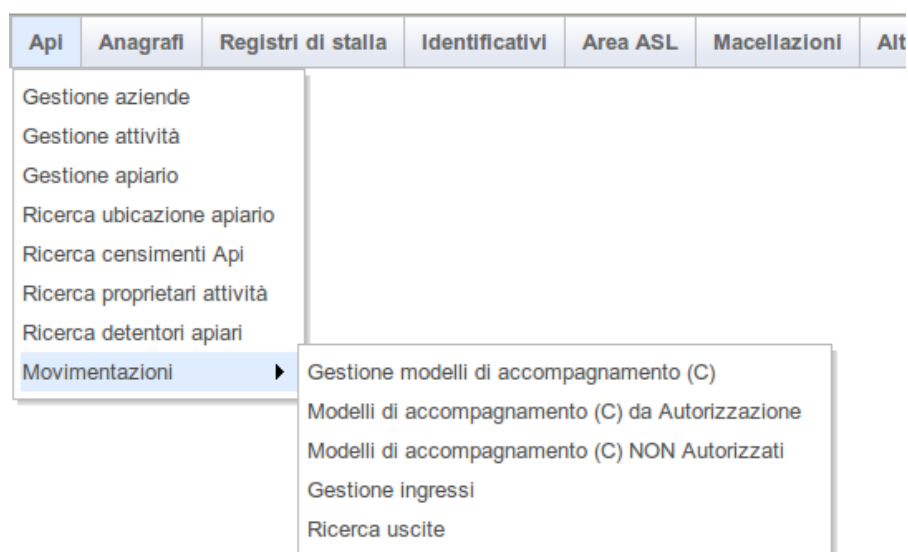 Api Anagrafi Registri di stalla Identificativi Area ASL Macellazioni Alt
Gestione aziende
Gestione attività
Gestione apiario
Ricerca ubicazione apiario
Ricerca censimenti Api
Ricerca proprietari attività
Ricerca detentori apiari
Movimentazioni
Gestione modelli di accompagnamento (C)
Modelli di accompagnamento (C) da Autorizzazione
Modelli di accompagnamento (C) NON Autorizzati
Gestione ingressi
Ricerca uscite